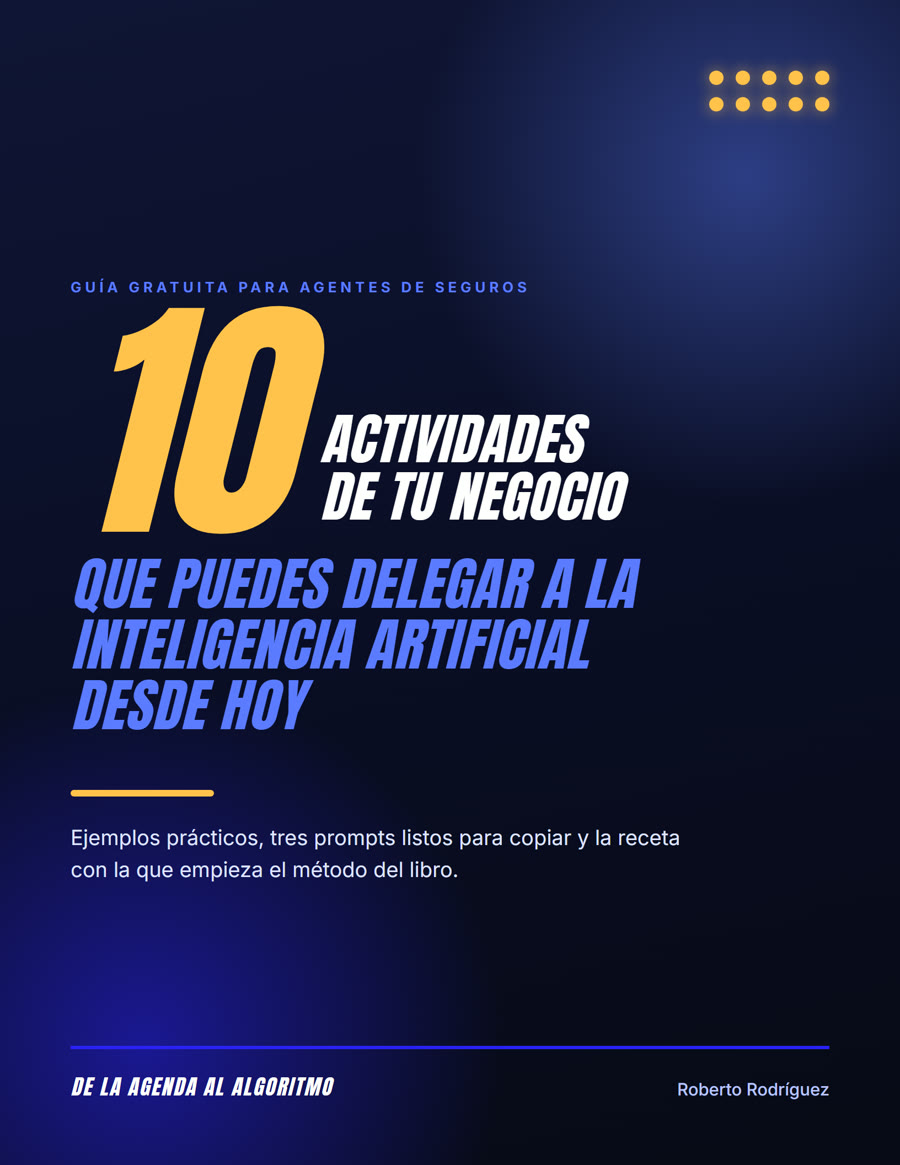 GUÍA GRATUITA PARA AGENTES DE SEGUROS
10
ACTIVIDADES
DE TU NEGOCIO
QUE PUEDES DELEGAR A LA
INTELIGENCIA ARTIFICIAL
DESDE HOY
Ejemplos prácticos, tres prompts listos para copiar y la receta
con la que empieza el método del libro.
DE LA AGENDA AL ALGORITMO
Roberto Rodríguez